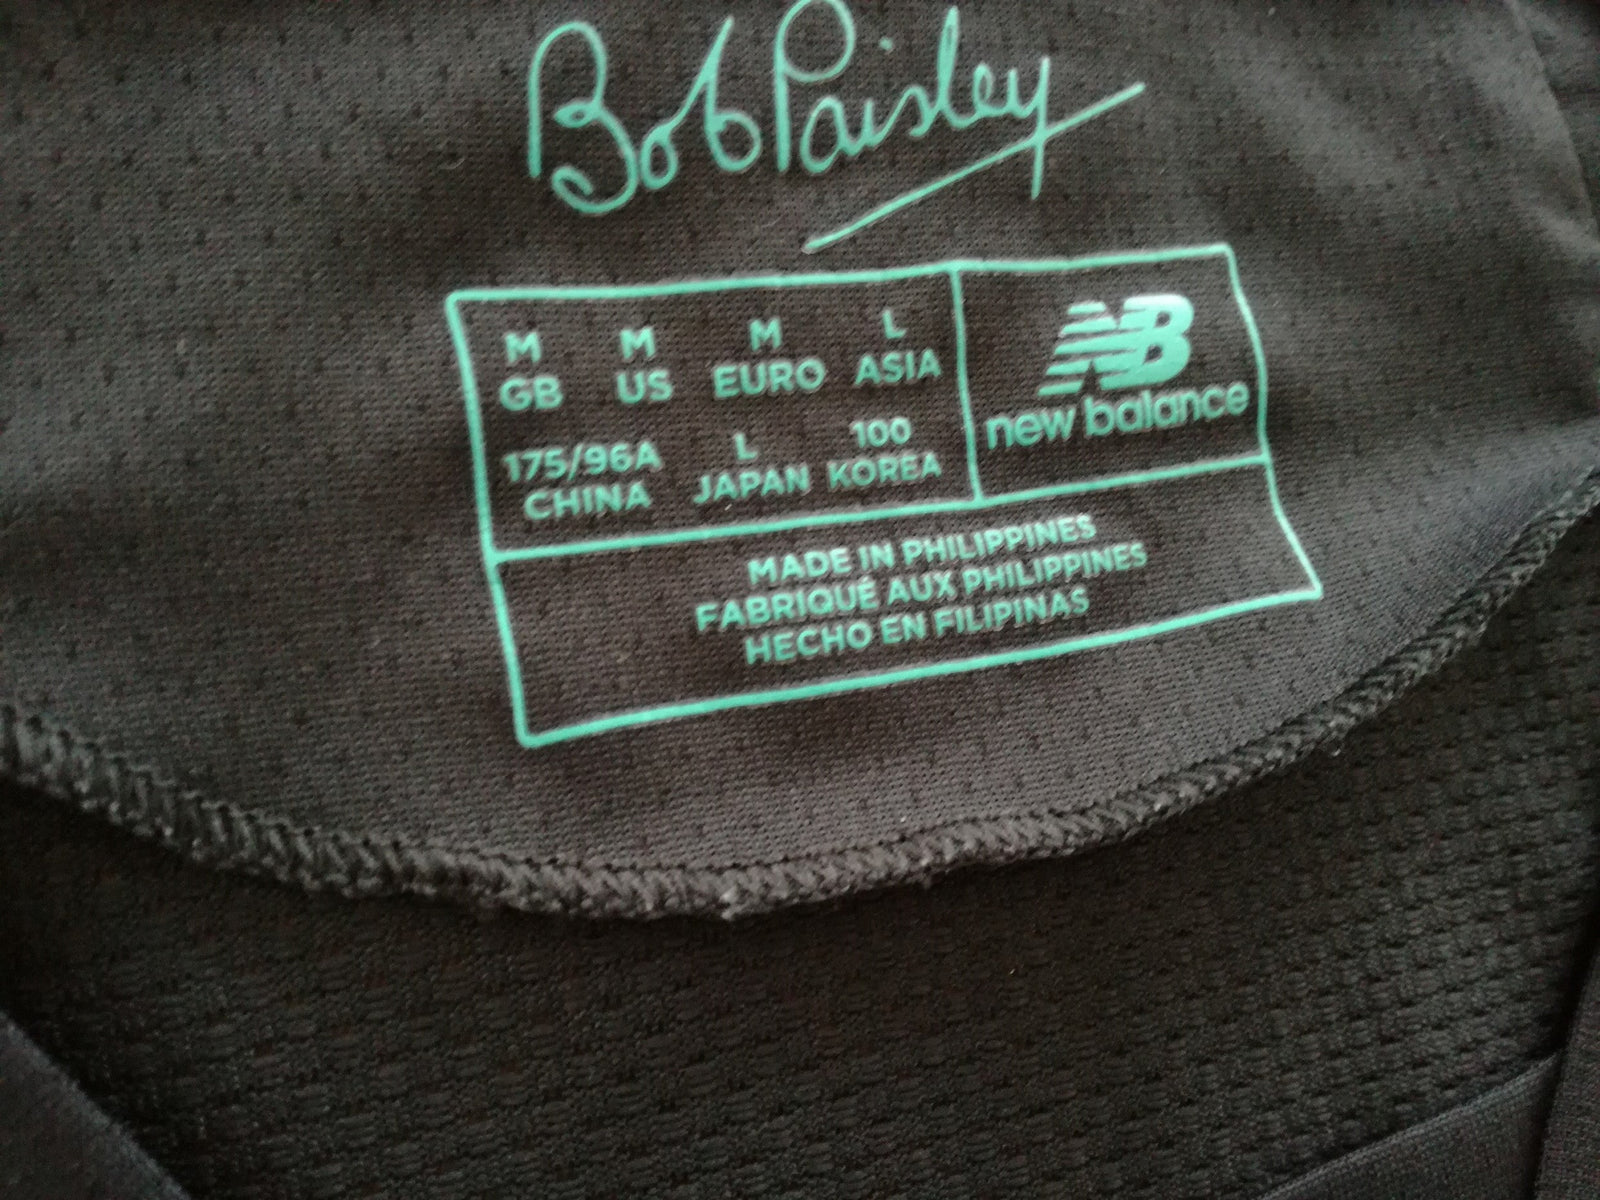 Bob Paisley
M M M L
GB US EURO ASIA
175/96A L 100
CHINA JAPAN KOREA
NB
new balance
MADE IN PHILIPPINES
FABRIQUÉ AUX PHILIPPINES
HECHO EN FILIPINAS